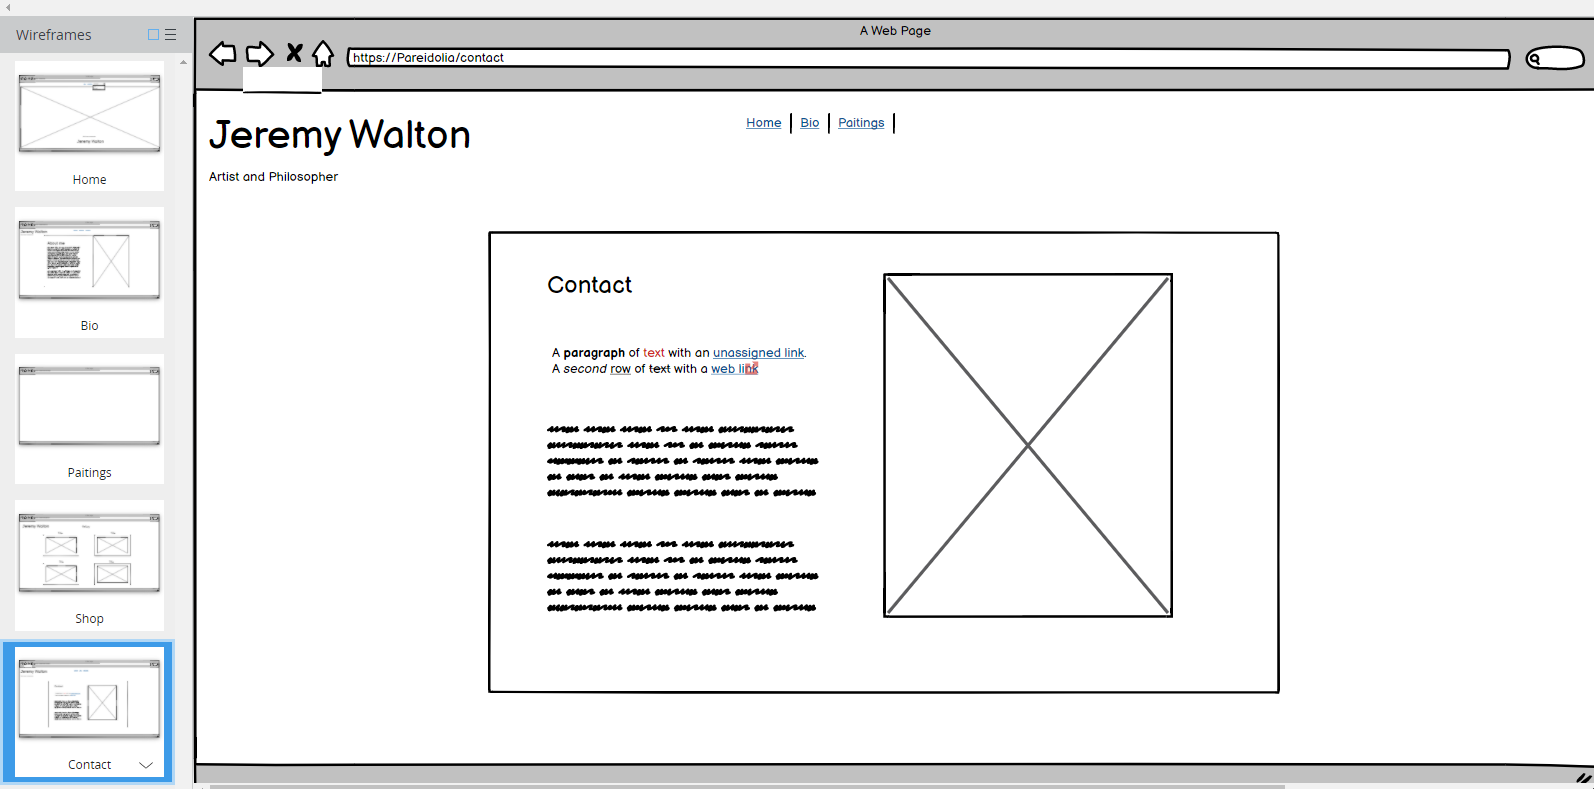 Wireframes
Home
Bio
Paitings
Shop
Contact
A Web Page
https://Pareidolia/contact
Jeremy Walton
Artist and Philosopher
Home Bio Paitings
Contact
A paragraph of text with an unassigned link.
A second row of text with a web link